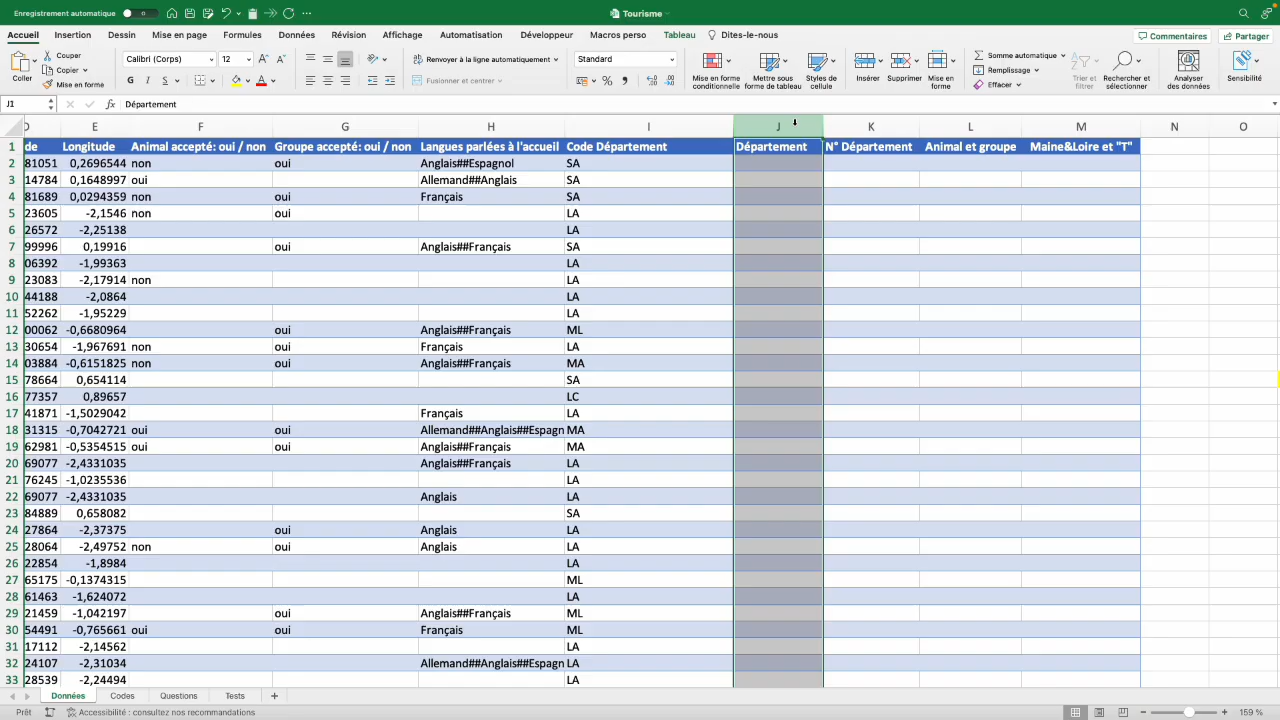 Enregistrement automatique
Tourisme
Accueil Insertion Dessin Mise en page Formules Données Révision Affichage Automatisation Développeur Macros perso Tableau Dites-le-nous Commentaires Partager
Coller Couper Calibri (Corps) 12 Renvoyer à la ligne automatiquement Standard Mise en forme conditionnelle Mettre sous forme de tableau Styles de cellule Insérer Supprimer Mise en forme Somme automatique Trier et filtrer Rechercher et sélectionner Analyser des données Sensibilité
Copier Remplissage
Mise en forme G I S Fusionner et centrer Effacer
J1 fx Département
D E F G H I J K L M N O
1 de Longitude Animal accepté: oui / non Groupe accepté: oui / non Langues parlées à l'accueil Code Département Département N° Département Animal et groupe Maine&Loire et "T"
2 81051 0,2696544 non oui Anglais##Espagnol SA
3 14784 0,1648997 oui Allemand##Anglais SA
4 81689 0,0294359 non oui Français SA
5 23605 -2,1546 non oui LA
6 26572 -2,25138 LA
7 99996 0,19916 oui Anglais##Français SA
8 06392 -1,99363 LA
9 23083 -2,17914 non LA
10 44188 -2,0864 LA
11 52262 -1,95229 LA
12 00062 -0,6680964 oui Anglais##Français ML
13 30654 -1,967691 non oui Français LA
14 03884 -0,6151825 non oui Anglais##Français MA
15 78664 0,654114 SA
16 77357 0,89657 LC
17 41871 -1,5029042 Français LA
18 31315 -0,7042721 oui oui Allemand##Anglais##Espagn MA
19 62981 -0,5354515 oui oui Anglais##Français MA
20 69077 -2,4331035 Anglais##Français LA
21 76245 -1,0235536 LA
22 69077 -2,4331035 Anglais LA
23 84889 0,658082 SA
24 27864 -2,37375 oui Anglais LA
25 28064 -2,49752 non oui Anglais LA
26 22854 -1,8984 LA
27 65175 -0,1374315 ML
28 61463 -1,624072 LA
29 21459 -1,042197 oui Anglais##Français ML
30 54491 -0,765661 oui oui Français ML
31 17112 -2,14562 LA
32 24107 -2,31034 Allemand##Anglais##Espagn LA
33 28539 -2,24494 LA
Données Codes Questions Tests
Prêt Accessibilité : consultez nos recommandations 159 %